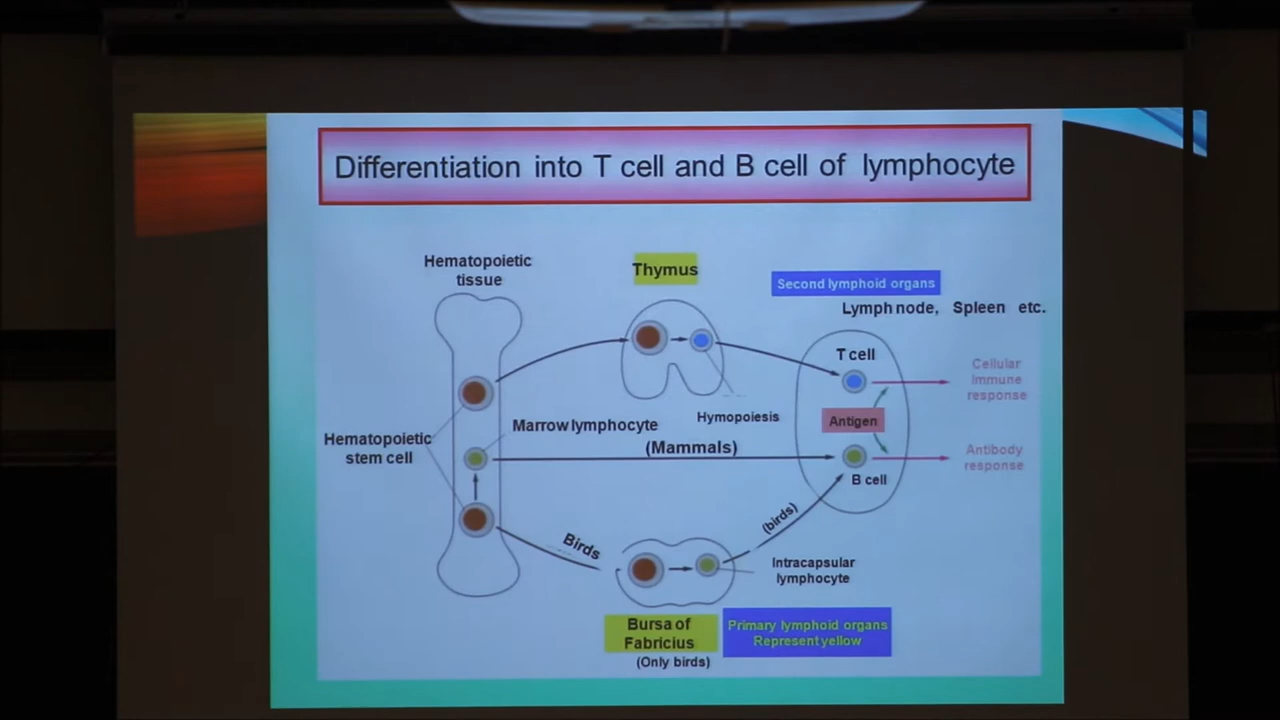 Differentiation into T cell and B cell of lymphocyte
Hematopoietic
tissue
Thymus
Second lymphoid organs
Lymph node, Spleen etc.
T cell
Cellular
immune
response
Hymopoiesis
Antigen
Marrow lymphocyte
(Mammals)
Hematopoietic
stem cell
Antibody
response
B cell
Birds
(birds)
Intracapsular
lymphocyte
Bursa of
Fabricius
(Only birds)
Primary lymphoid organs
Represent yellow